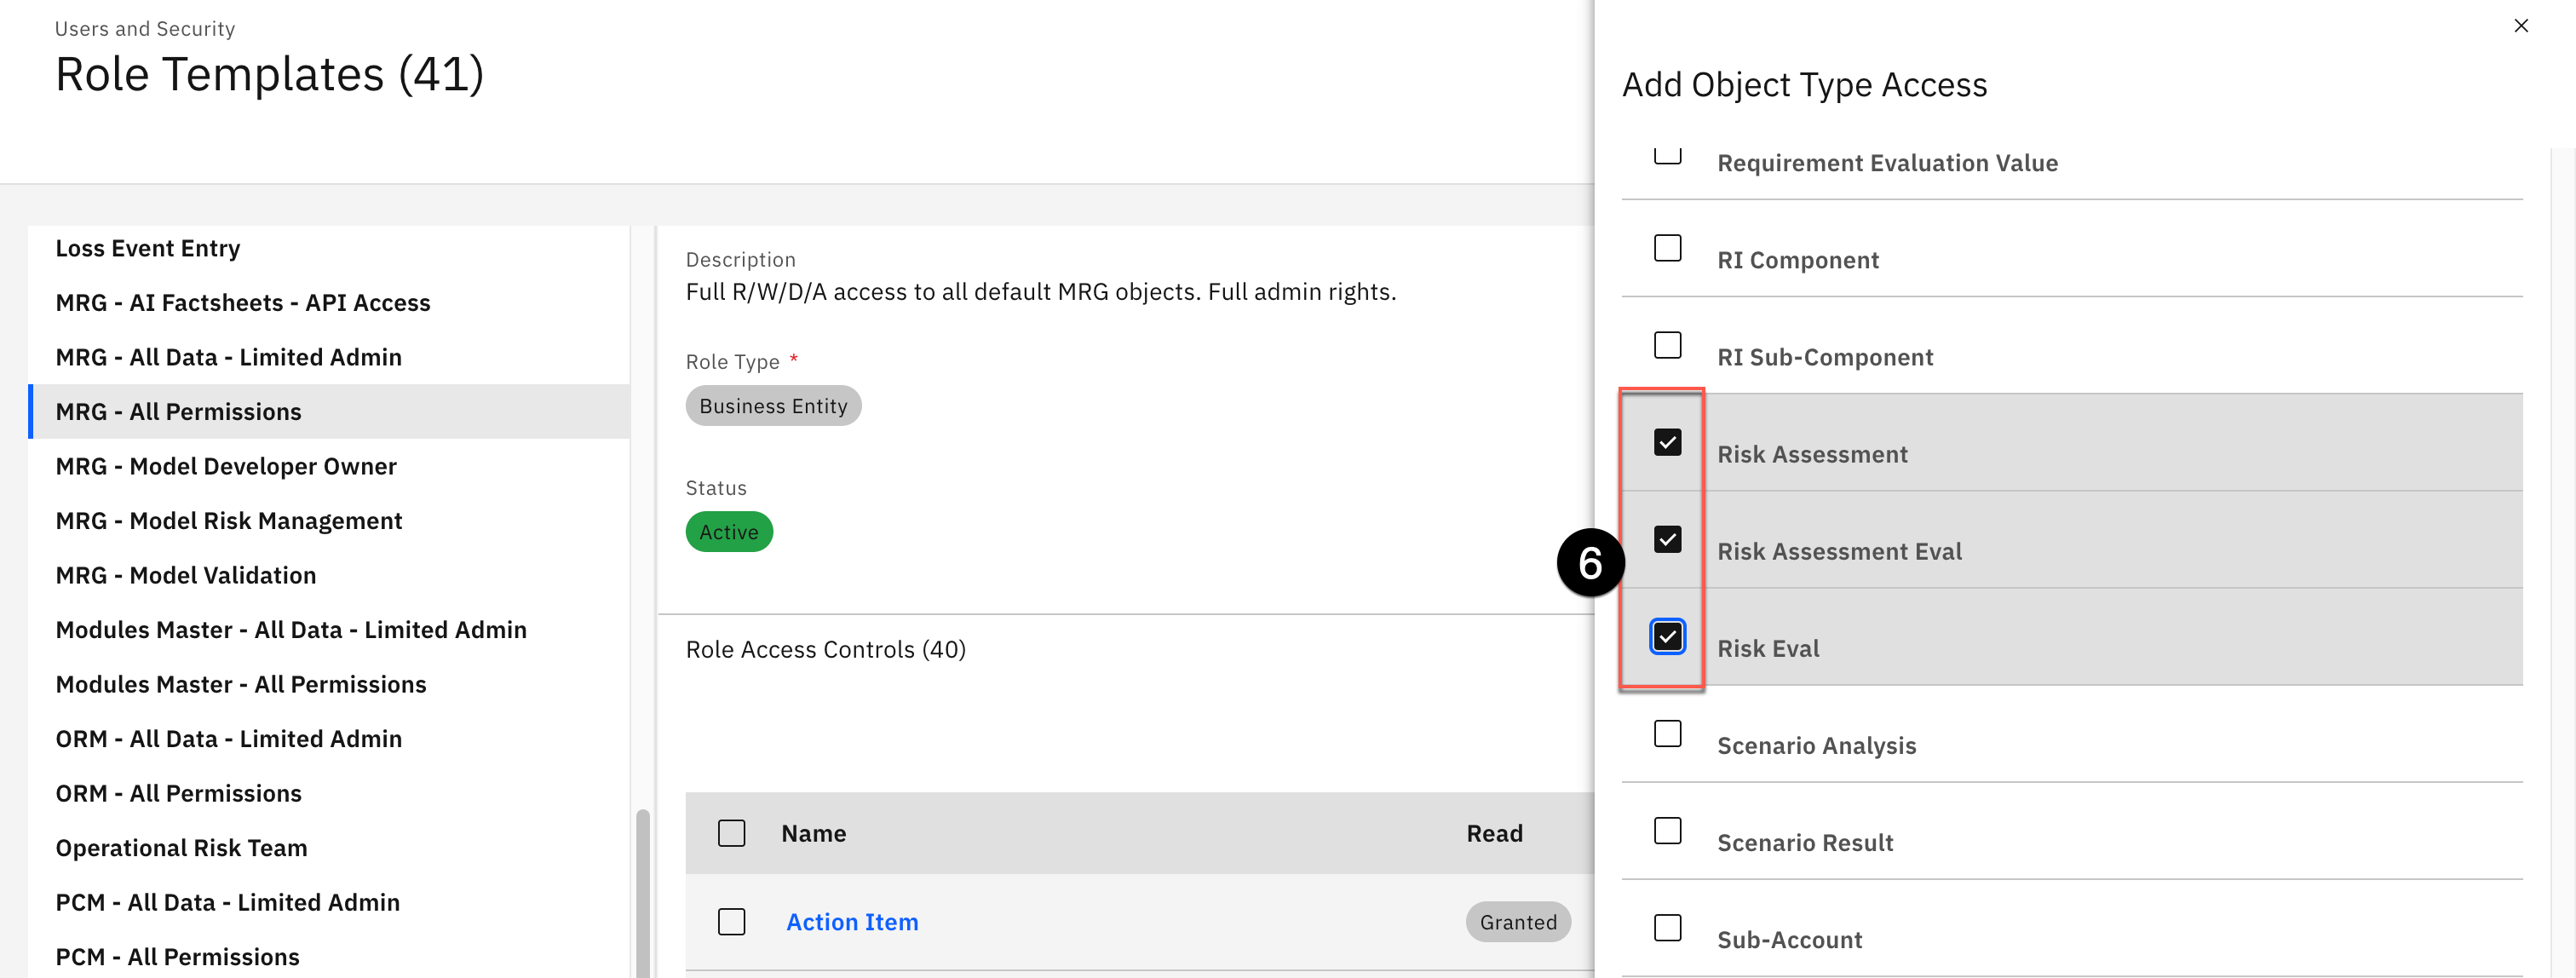 Users and Security
Role Templates (41)
Loss Event Entry
MRG - AI Factsheets - API Access
MRG - All Data - Limited Admin
MRG - All Permissions
MRG - Model Developer Owner
MRG - Model Risk Management
MRG - Model Validation
Modules Master - All Data - Limited Admin
Modules Master - All Permissions
ORM - All Data - Limited Admin
ORM - All Permissions
Operational Risk Team
PCM - All Data - Limited Admin
PCM - All Permissions
Description
Full R/W/D/A access to all default MRG objects. Full admin rights.
Role Type *
Business Entity
Status
Active
Role Access Controls (40)
Name Read
Action Item Granted
Add Object Type Access
Requirement Evaluation Value
RI Component
RI Sub-Component
Risk Assessment
Risk Assessment Eval
6
Risk Eval
Scenario Analysis
Scenario Result
Sub-Account